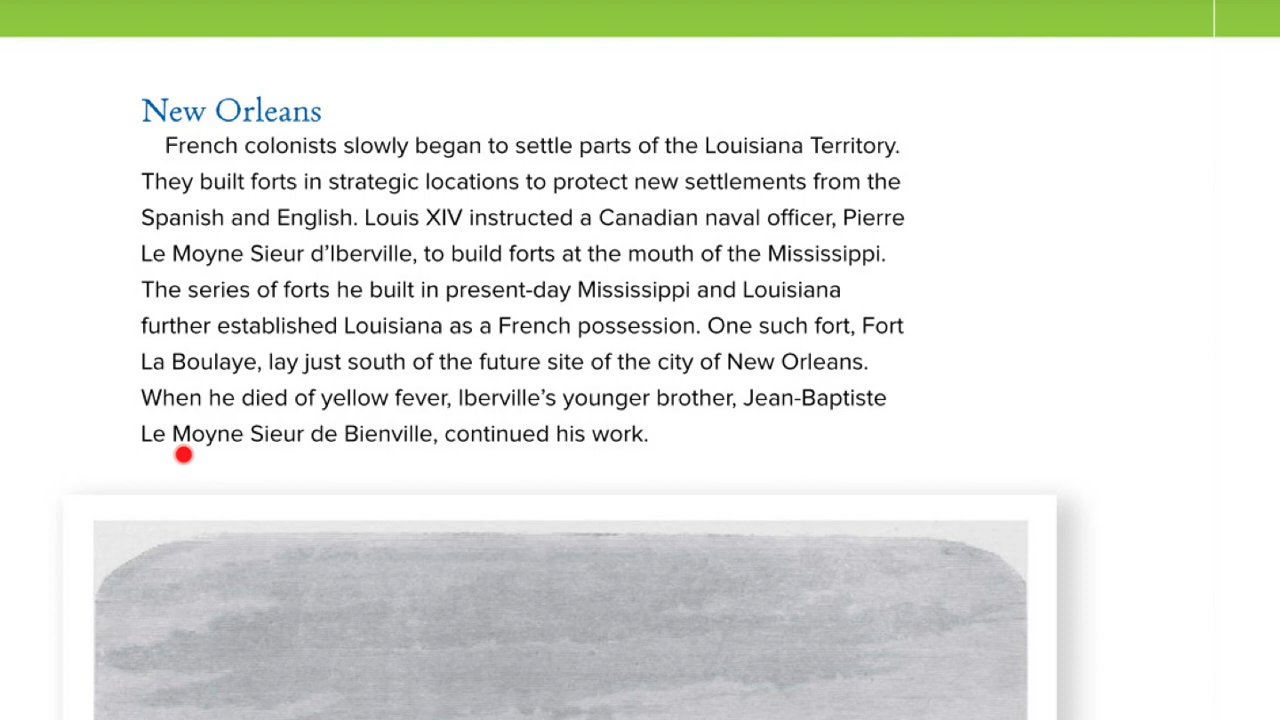 New Orleans
French colonists slowly began to settle parts of the Louisiana Territory.
They built forts in strategic locations to protect new settlements from the
Spanish and English. Louis XIV instructed a Canadian naval officer, Pierre
Le Moyne Sieur d’Iberville, to build forts at the mouth of the Mississippi.
The series of forts he built in present-day Mississippi and Louisiana
further established Louisiana as a French possession. One such fort, Fort
La Boulaye, lay just south of the future site of the city of New Orleans.
When he died of yellow fever, Iberville’s younger brother, Jean-Baptiste
Le Moyne Sieur de Bienville, continued his work.